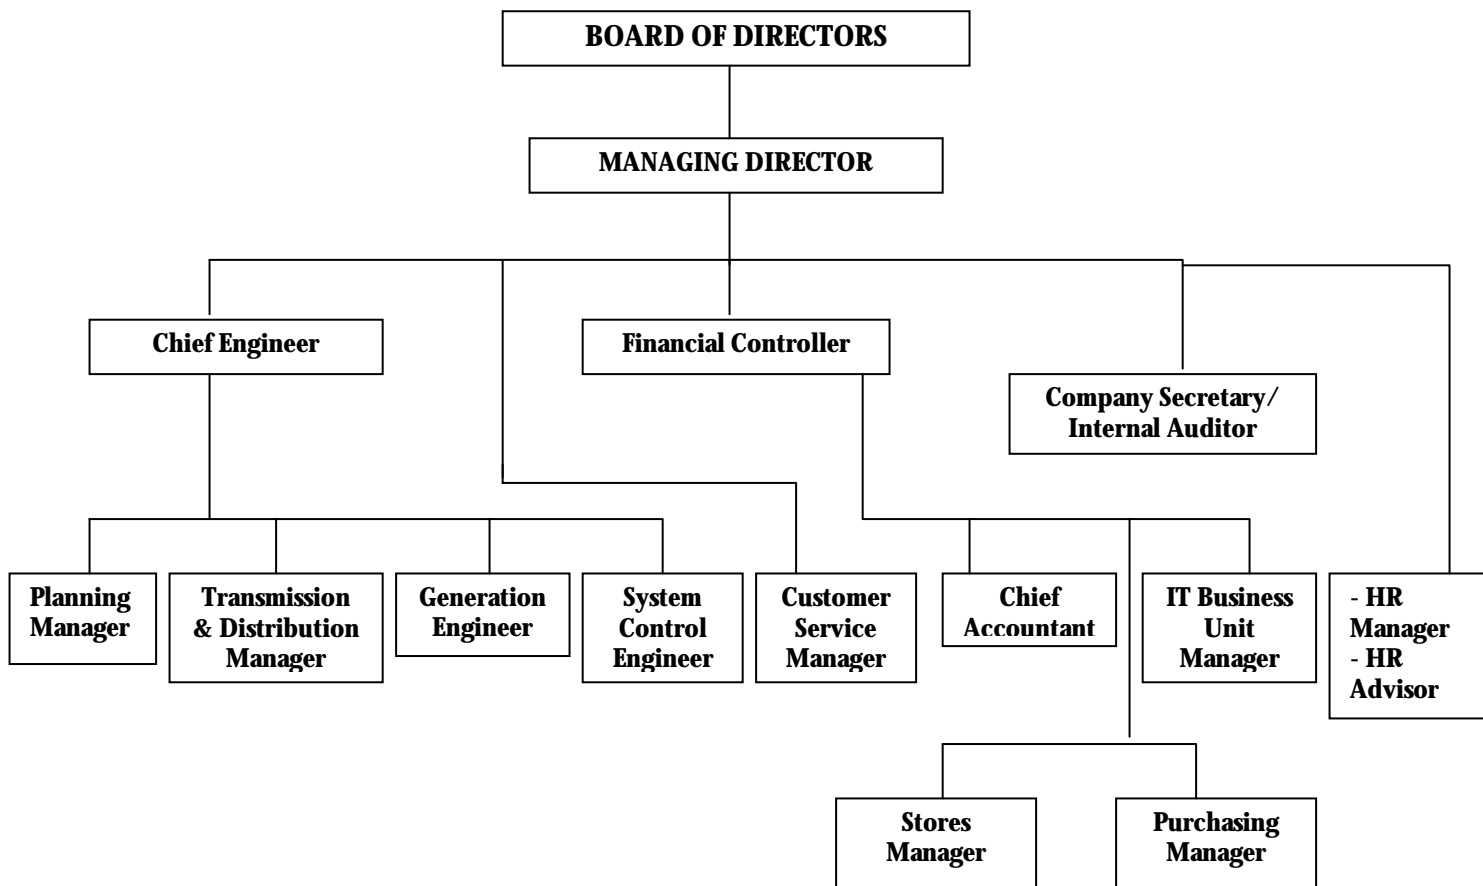 BOARD OF DIRECTORS
MANAGING DIRECTOR
Chief Engineer
Financial Controller
Company Secretary/
Internal Auditor
Planning
Manager
Transmission
& Distribution
Manager
Generation
Engineer
System
Control
Engineer
Customer
Service
Manager
Chief
Accountant
IT Business
Unit
Manager
- HR
Manager
- HR
Advisor
Stores
Manager
Purchasing
Manager